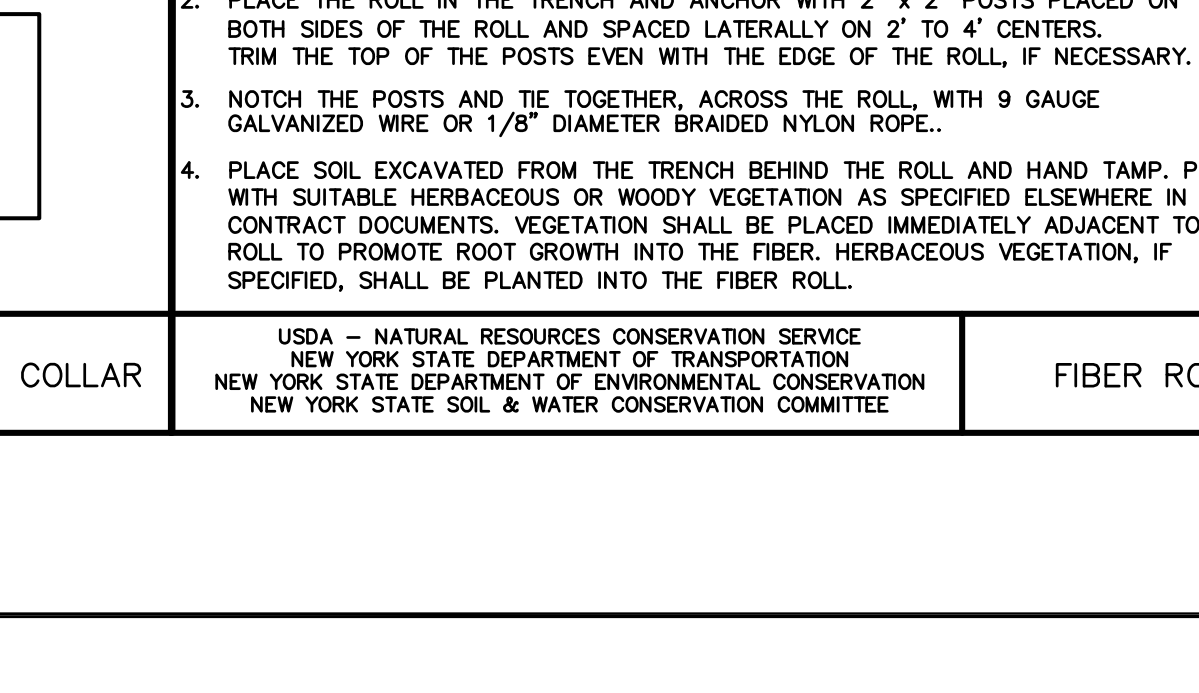 2. PLACE THE ROLL IN THE TRENCH AND ANCHOR WITH 2" x 2" POSTS PLACED ON
BOTH SIDES OF THE ROLL AND SPACED LATERALLY ON 2' TO 4' CENTERS.
TRIM THE TOP OF THE POSTS EVEN WITH THE EDGE OF THE ROLL, IF NECESSARY.
3. NOTCH THE POSTS AND TIE TOGETHER, ACROSS THE ROLL, WITH 9 GAUGE
GALVANIZED WIRE OR 1/8" DIAMETER BRAIDED NYLON ROPE..
4. PLACE SOIL EXCAVATED FROM THE TRENCH BEHIND THE ROLL AND HAND TAMP.
WITH SUITABLE HERBACEOUS OR WOODY VEGETATION AS SPECIFIED ELSEWHERE IN
CONTRACT DOCUMENTS. VEGETATION SHALL BE PLACED IMMEDIATELY ADJACENT TO
ROLL TO PROMOTE ROOT GROWTH INTO THE FIBER. HERBACEOUS VEGETATION, IF
SPECIFIED, SHALL BE PLANTED INTO THE FIBER ROLL.
COLLAR
USDA – NATURAL RESOURCES CONSERVATION SERVICE
NEW YORK STATE DEPARTMENT OF TRANSPORTATION
NEW YORK STATE DEPARTMENT OF ENVIRONMENTAL CONSERVATION
NEW YORK STATE SOIL & WATER CONSERVATION COMMITTEE
FIBER